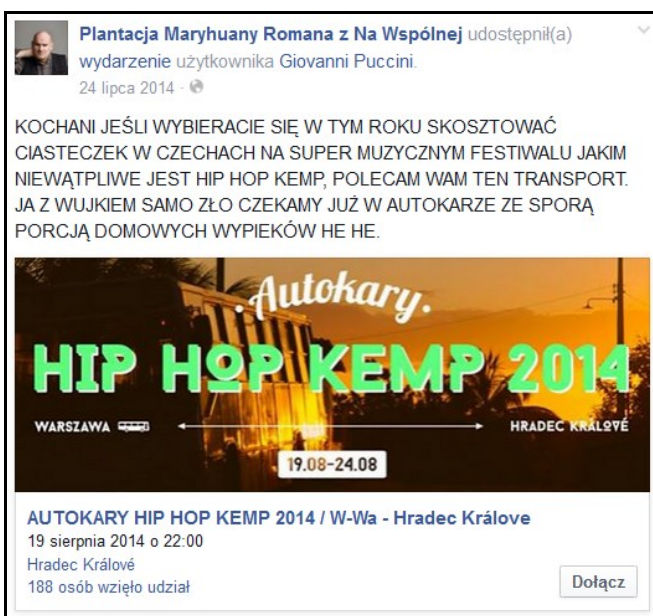 Plantacja Maryhuany Romana z Na Wspólnej udostępnił(a)
wydarzenie użytkownika Giovanni Puccini.
24 lipca 2014 ·
KOCHANI JEŚLI WYBIERACIE SIĘ W TYM ROKU SKOSZTOWAĆ
CIASTECZEK W CZECHACH NA SUPER MUZYCZNYM FESTIWALU JAKIM
NIEWĄTPLIWE JEST HIP HOP KEMP, POLECAM WAM TEN TRANSPORT.
JA Z WUJKIEM SAMO ZŁO CZEKAMY JUŻ W AUTOKARZE ZE SPORĄ
PORCJĄ DOMOWYCH WYPIEKÓW HE HE.
.Autokary.
HIP HOP KEMP 2014
WARSZAWA HRADEC KRÁLOVÉ
19.08-24.08
AUTOKARY HIP HOP KEMP 2014 / W-Wa - Hradec Králove
19 sierpnia 2014 o 22:00
Hradec Králové
188 osób wzięło udział
Dołącz